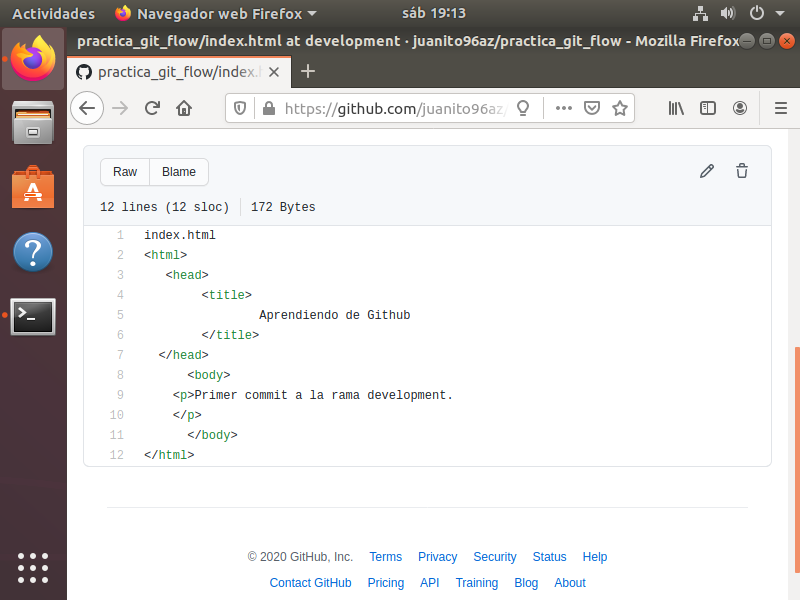 Actividades Navegador web Firefox sáb 19:13
practica_git_flow/index.html at development · juanito96az/practica_git_flow - Mozilla Firefox
practica_git_flow/index.h
https://github.com/juanito96az/
Raw Blame
12 lines (12 sloc) 172 Bytes
1 index.html
2 <html>
3 <head>
4 <title>
5 Aprendiendo de Github
6 </title>
7 </head>
8 <body>
9 <p>Primer commit a la rama development.
10 </p>
11 </body>
12 </html>
© 2020 GitHub, Inc. Terms Privacy Security Status Help
Contact GitHub Pricing API Training Blog About